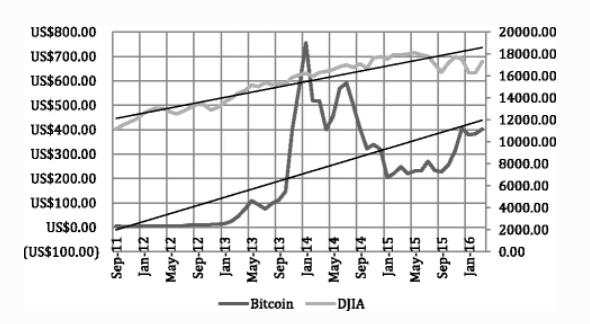 US$800.00 20000.00
US$700.00 18000.00
US$600.00 16000.00
US$500.00 14000.00
US$400.00 12000.00
US$300.00 10000.00
US$200.00 8000.00
US$100.00 6000.00
US$0.00 4000.00
(US$100.00) 2000.00
0.00
Sep-11 Jan-12 May-12 Sep-12 Jan-13 May-13 Sep-13 Jan-14 May-14 Sep-14 Jan-15 May-15 Sep-15 Jan-16
Bitcoin DJIA